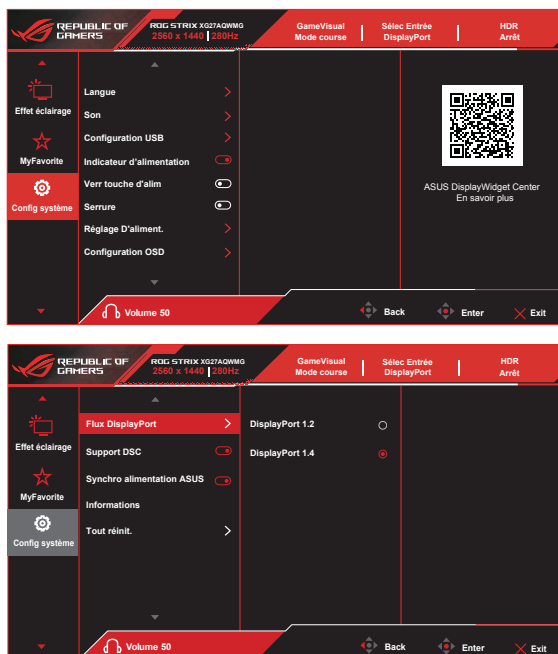 REPUBLIC OF
GAMERS
ROG STRIX XG27AQWMG
2560 x 1440 280Hz
GameVisual
Mode course
Sélec Entrée
DisplayPort
HDR
Arrêt
Effet éclairage
MyFavorite
Config système
Langue
Son
Configuration USB
Indicateur d'alimentation
Verr touche d'alim
Serrure
Réglage D'aliment.
Configuration OSD
ASUS DisplayWidget Center
En savoir plus
Volume 50
Back
Enter
Exit
REPUBLIC OF
GAMERS
ROG STRIX XG27AQWMG
2560 x 1440 280Hz
GameVisual
Mode course
Sélec Entrée
DisplayPort
HDR
Arrêt
Effet éclairage
MyFavorite
Config système
Flux DisplayPort
Support DSC
Synchro alimentation ASUS
Informations
Tout réinit.
DisplayPort 1.2
DisplayPort 1.4
Volume 50
Back
Enter
Exit